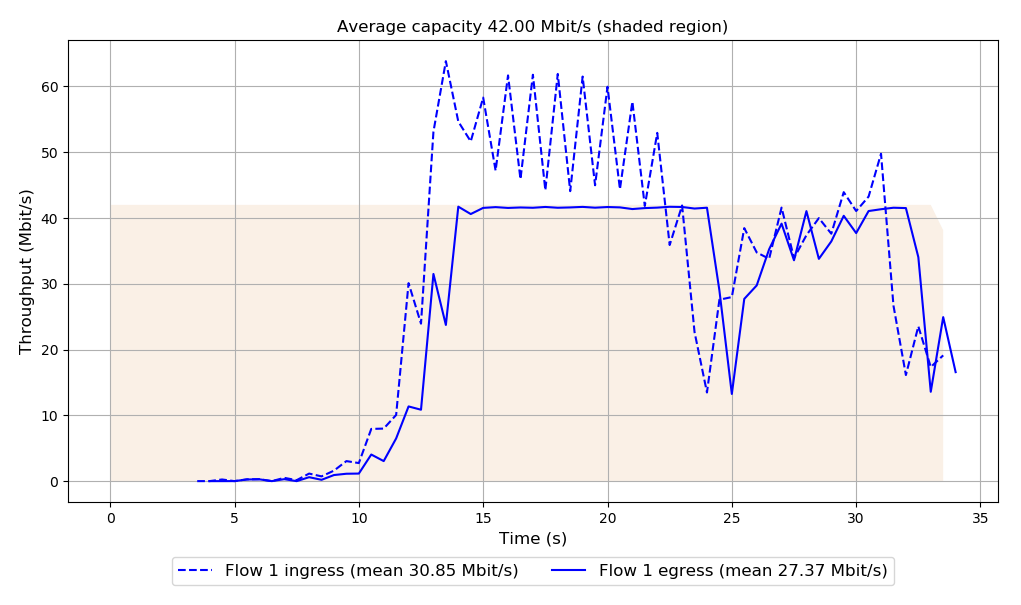 Average capacity 42.00 Mbit/s (shaded region)
Throughput (Mbit/s)
60
50
40
30
20
10
0
0 5 10 15 20 25 30 35
Time (s)
Flow 1 ingress (mean 30.85 Mbit/s) Flow 1 egress (mean 27.37 Mbit/s)